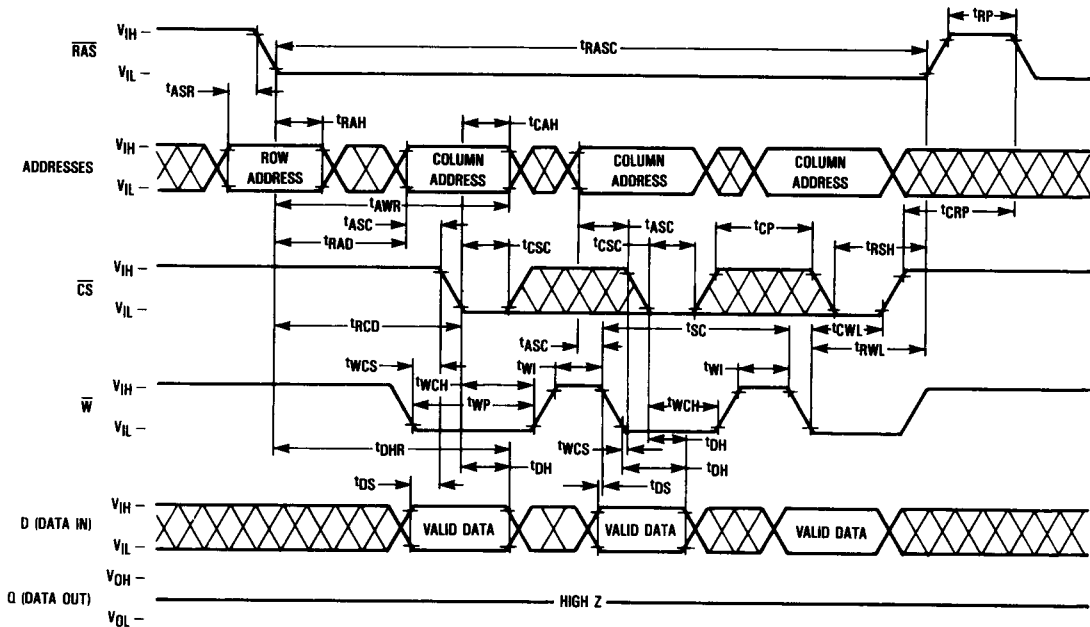 tRP
VIH –
RAS
tRASC
VIL –
tASR
tRAH
tCAH
VIH –
ADDRESSES
ROW
ADDRESS
COLUMN
ADDRESS
COLUMN
ADDRESS
COLUMN
ADDRESS
VIL –
tAWR
tCRP
tASC
tASC
tRAD
tCSC
tCSC
tCP
tRSH
VIH –
CS
VIL –
tRCD
tSC
tCWL
tASC
tRWL
tWCS
tWI
tWI
VIH –
tWCH
W
tWP
tWCH
VIL –
tDHR
tWCS
tDH
tDH
tDH
tDS
tDS
VIH –
D (DATA IN)
VALID DATA
VALID DATA
VALID DATA
VIL –
VOH –
Q (DATA OUT)
HIGH Z
VOL –